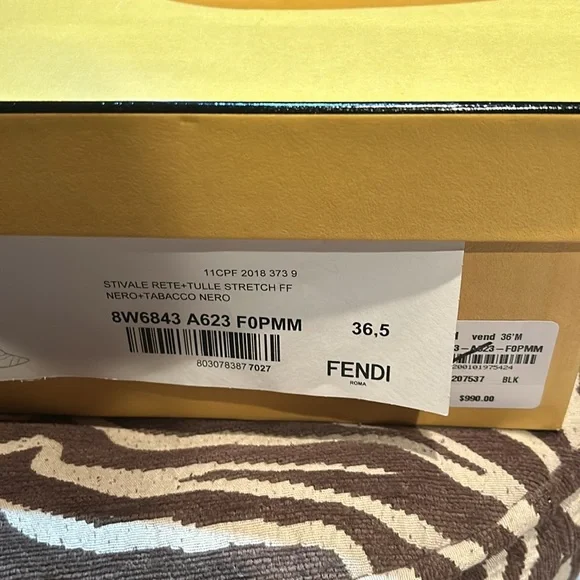 11CPF 2018 373 9
STIVALE RETE+TULLE STRETCH FF
NERO+TABACCO NERO
8W6843 A623 F0PMM
36,5
803078387 7027
FENDI
ROMA
vend 36'M
3-A623-F0PMM
200101975424
207537 BLK
$990.00